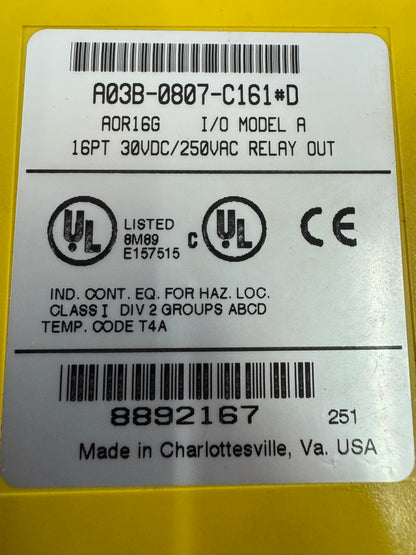 A03B-0807-C161*D
AOR16G I/O MODEL A
16PT 30VDC/250VAC RELAY OUT
UL LISTED C UL CE
8M89
E157515
IND. CONT. EQ. FOR HAZ. LOC.
CLASS I DIV 2 GROUPS ABCD
TEMP. CODE T4A
8892167 251
Made in Charlottesville, Va. USA